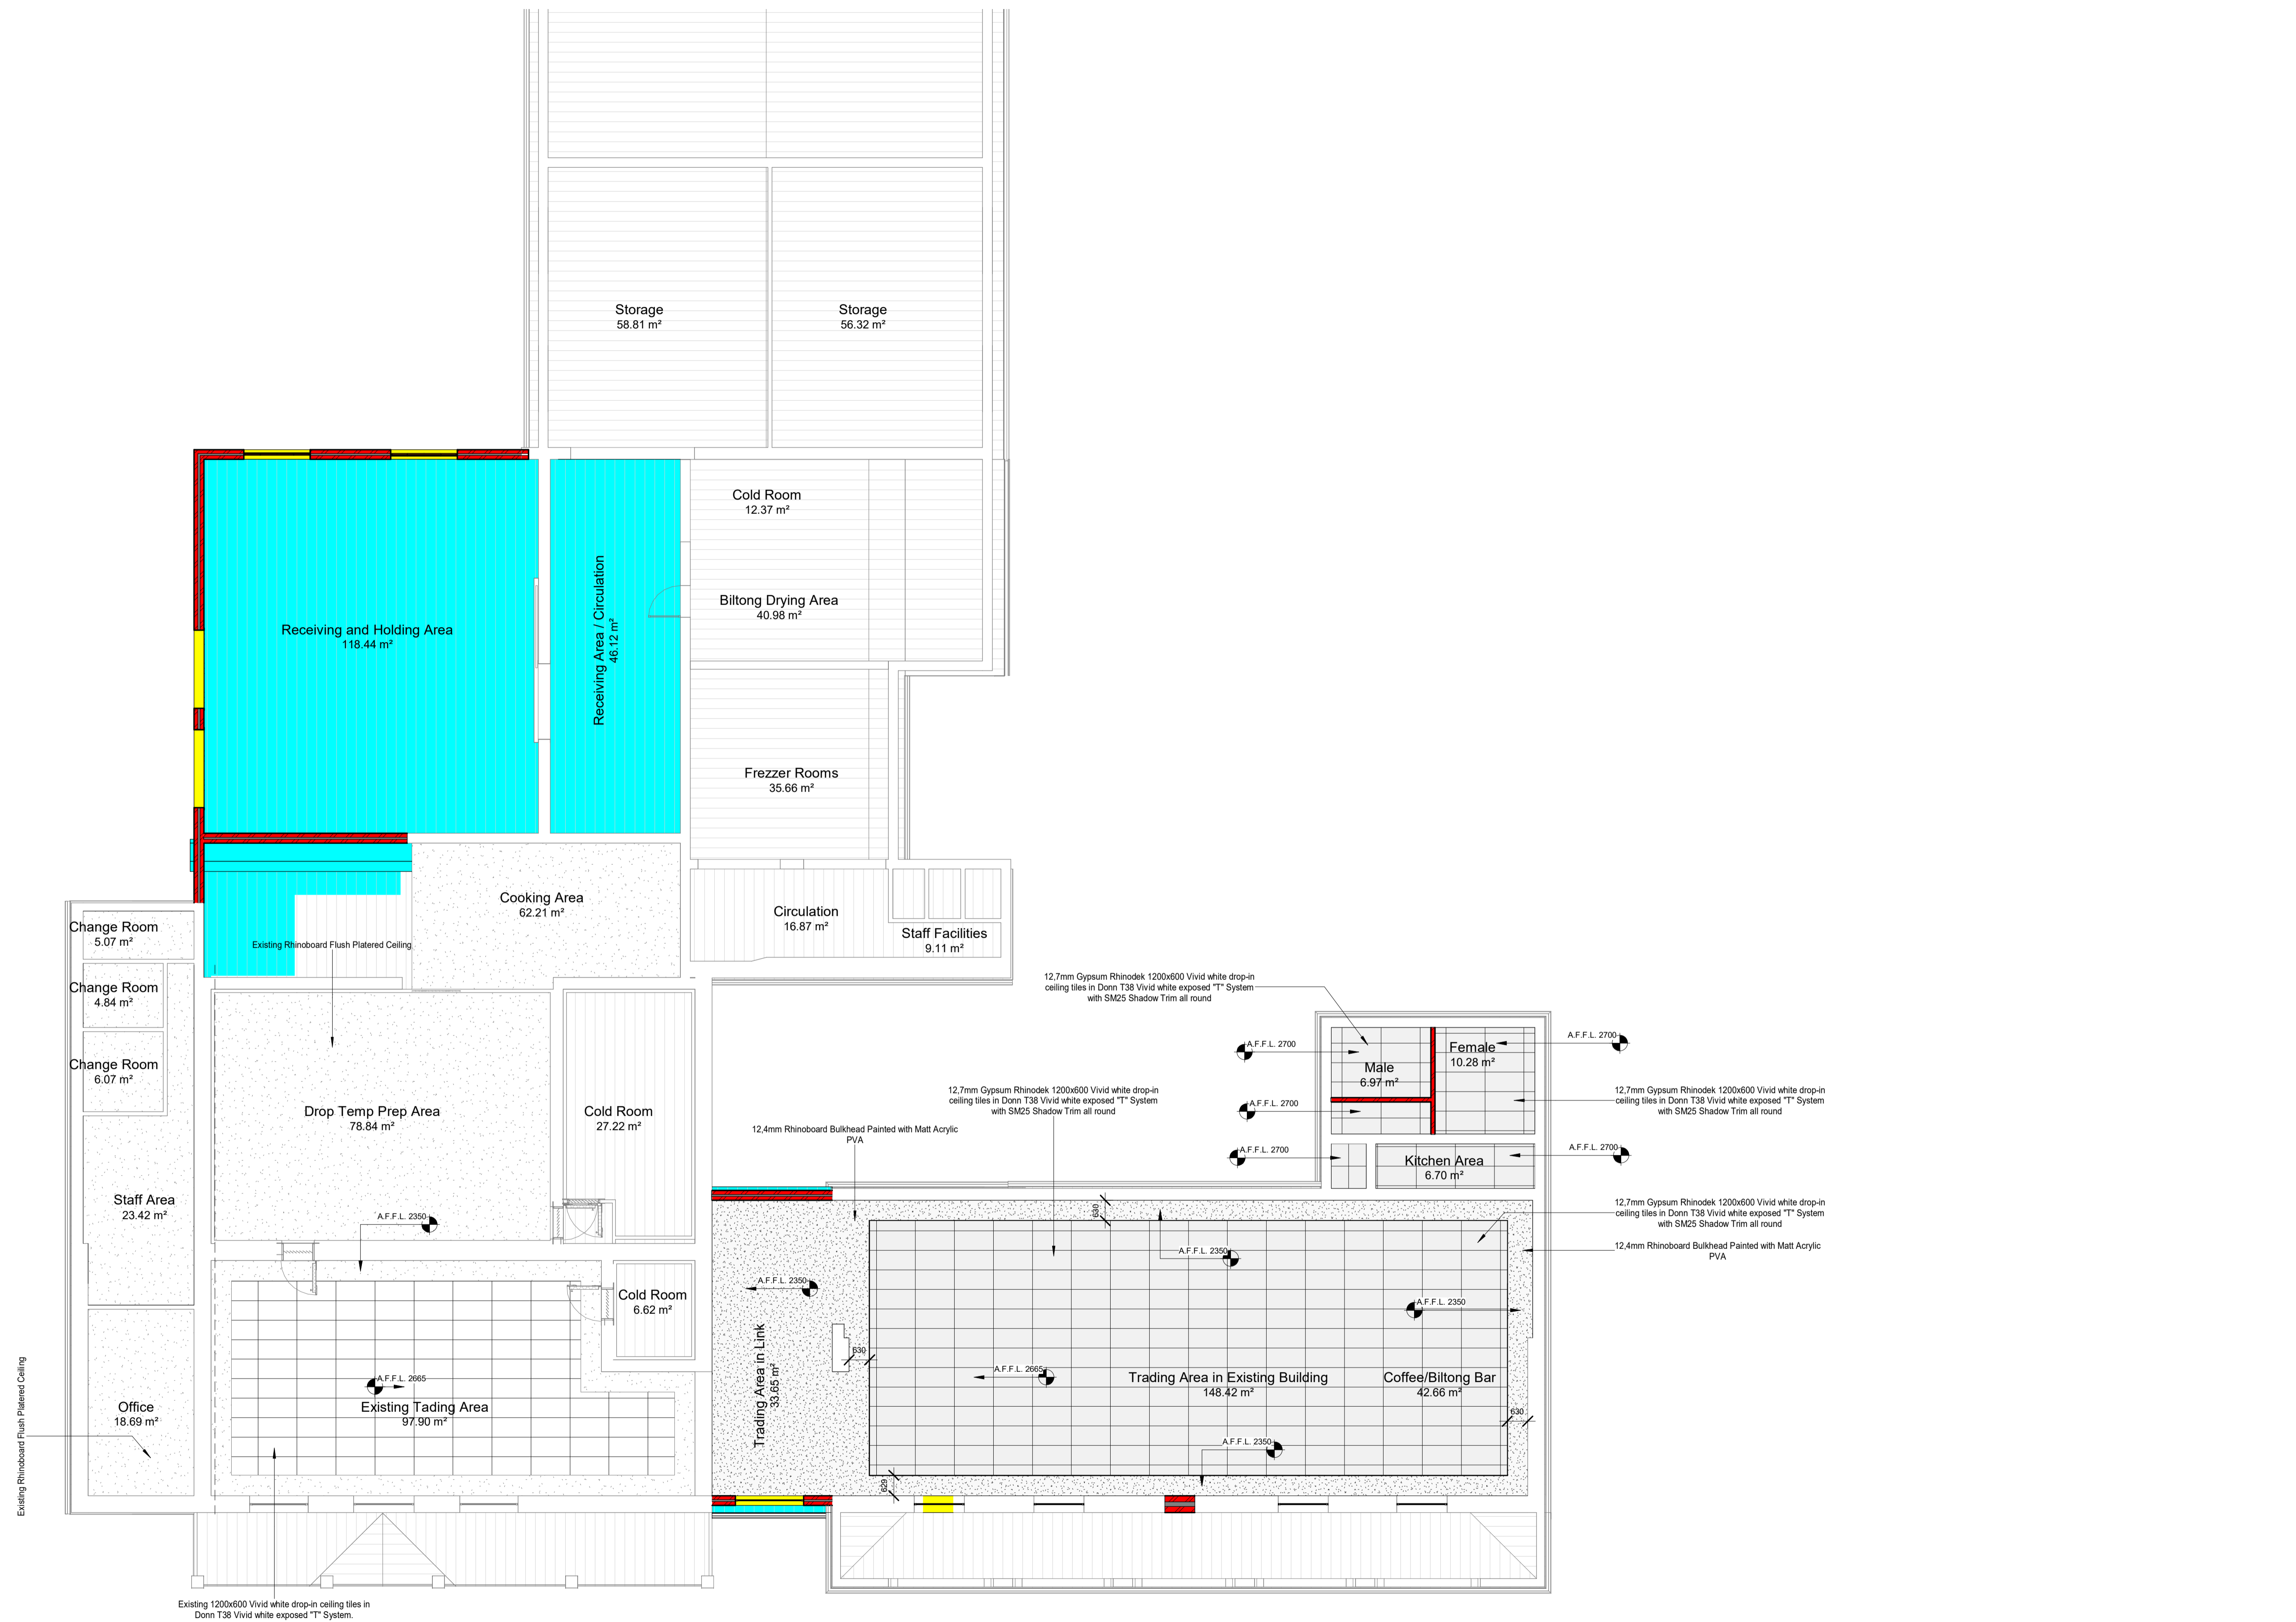 Storage
58.81 m²
Storage
56.32 m²
Cold Room
12.37 m²
Receiving Area / Circulation
46.12 m²
Biltong Drying Area
40.98 m²
Receiving and Holding Area
118.44 m²
Frezzer Rooms
35.66 m²
Cooking Area
62.21 m²
Circulation
16.87 m²
Staff Facilities
9.11 m²
Change Room
5.07 m²
Existing Rhinoboard Flush Platered Ceiling
Change Room
4.84 m²
Change Room
6.07 m²
12,7mm Gypsum Rhinodek 1200x600 Vivid white drop-in
ceiling tiles in Donn T38 Vivid white exposed "T" System
with SM25 Shadow Trim all round
A.F.F.L. 2700
A.F.F.L. 2700
Female
10.28 m²
Male
6.97 m²
12,7mm Gypsum Rhinodek 1200x600 Vivid white drop-in
ceiling tiles in Donn T38 Vivid white exposed "T" System
with SM25 Shadow Trim all round
12,7mm Gypsum Rhinodek 1200x600 Vivid white drop-in
ceiling tiles in Donn T38 Vivid white exposed "T" System
with SM25 Shadow Trim all round
A.F.F.L. 2700
Drop Temp Prep Area
78.84 m²
Cold Room
27.22 m²
12,4mm Rhinoboard Bulkhead Painted with Matt Acrylic
PVA
A.F.F.L. 2700
A.F.F.L. 2700
Kitchen Area
6.70 m²
Staff Area
23.42 m²
A.F.F.L. 2350
630
12,7mm Gypsum Rhinodek 1200x600 Vivid white drop-in
ceiling tiles in Donn T38 Vivid white exposed "T" System
with SM25 Shadow Trim all round
12,4mm Rhinoboard Bulkhead Painted with Matt Acrylic
PVA
A.F.F.L. 2350
A.F.F.L. 2350
Cold Room
6.62 m²
A.F.F.L. 2350
630
A.F.F.L. 2665
A.F.F.L. 2665
Trading Area in Link
33.65 m²
Trading Area in Existing Building
148.42 m²
Coffee/Biltong Bar
42.66 m²
Office
18.69 m²
Existing Tading Area
97.90 m²
630
A.F.F.L. 2350
629
Existing Rhinoboard Flush Platered Ceiling
Existing 1200x600 Vivid white drop-in ceiling tiles in
Donn T38 Vivid white exposed "T" System.